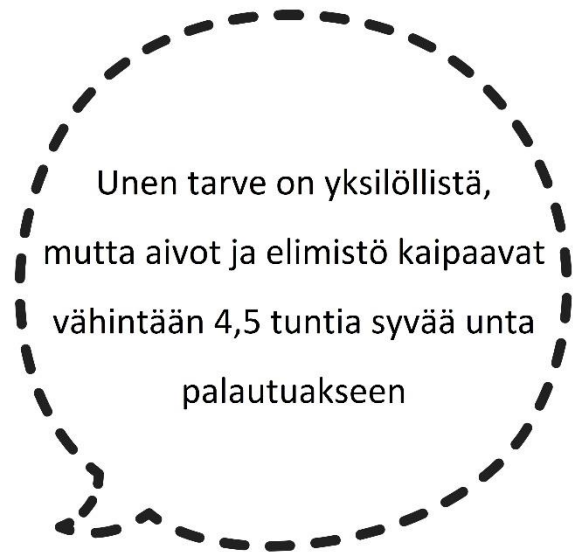 Unen tarve on yksilöllistä,
mutta aivot ja elimistö kaipaavat
vähintään 4,5 tuntia syvää unta
palautuakseen